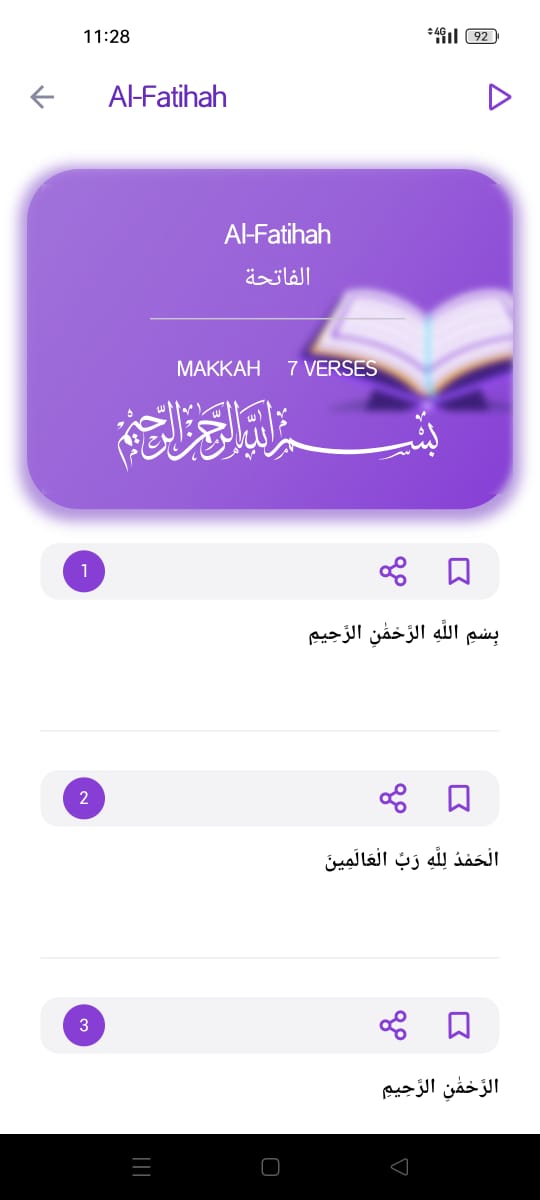 11:28
4G 92
Al-Fatihah
Al-Fatihah
الفاتحة
MAKKAH 7 VERSES
بسم الله الرحمن الرحيم
1
بِسْمِ اللَّهِ الرَّحْمَٰنِ الرَّحِيمِ
2
الْحَمْدُ لِلَّهِ رَبِّ الْعَالَمِينَ
3
الرَّحْمَٰنِ الرَّحِيمِ